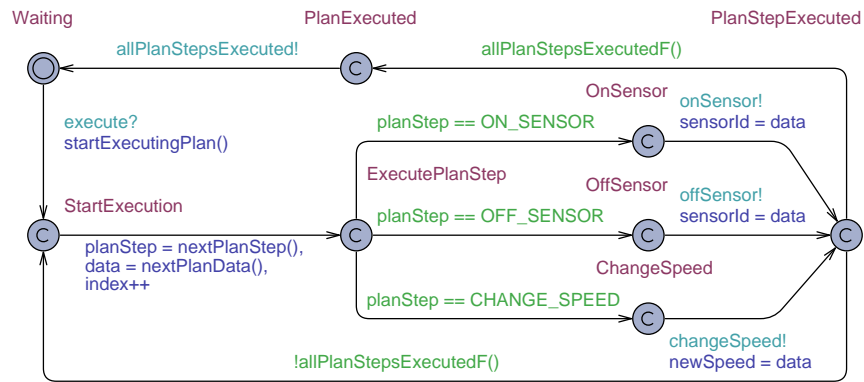 Waiting
PlanExecuted
PlanStepExecuted
allPlanStepsExecuted!
allPlanStepsExecutedF()
C
OnSensor
onSensor!
sensorId = data
execute?
startExecutingPlan()
planStep == ON_SENSOR
C
ExecutePlanStep
OffSensor
offSensor!
sensorId = data
StartExecution
planStep == OFF_SENSOR
C
C
C
C
planStep = nextPlanStep(),
data = nextPlanData(),
index++
ChangeSpeed
planStep == CHANGE_SPEED
C
changeSpeed!
newSpeed = data
!allPlanStepsExecutedF()